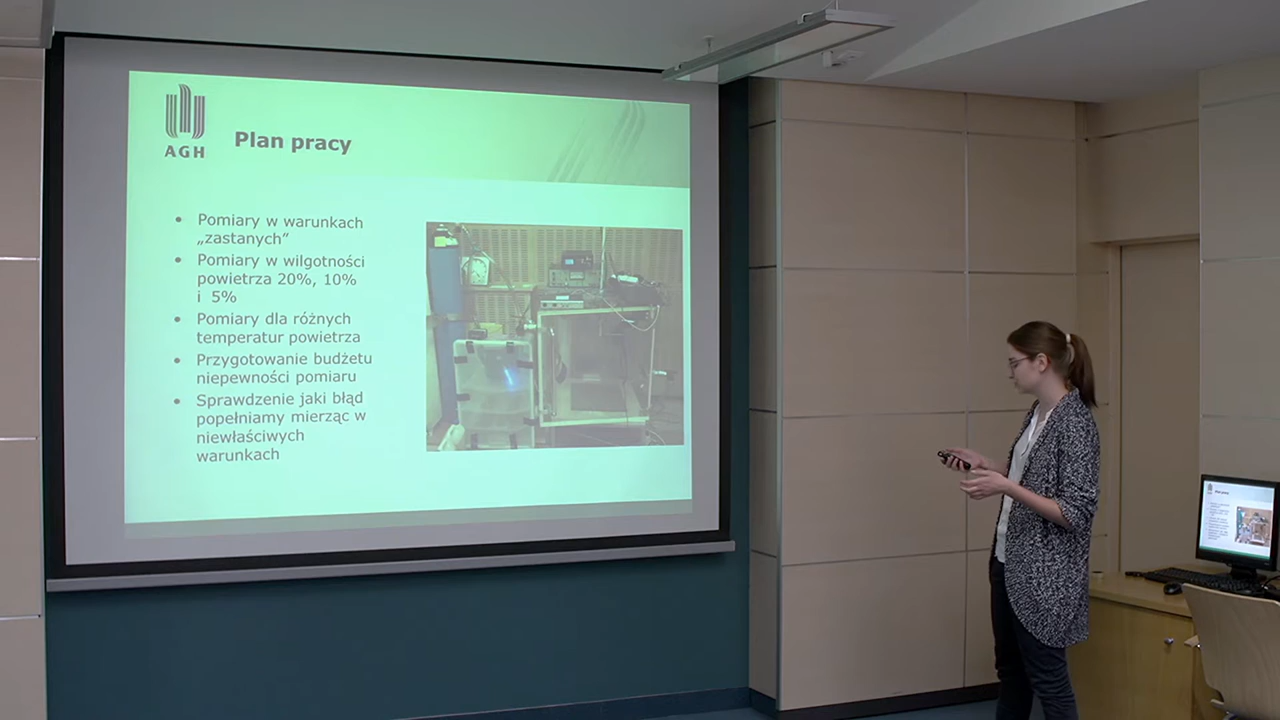 AGH
Plan pracy
• Pomiary w warunkach
„zastanych”
• Pomiary w wilgotności
powietrza 20%, 10%
i 5%
• Pomiary dla różnych
temperatur powietrza
• Przygotowanie budżetu
niepewności pomiaru
• Sprawdzenie jaki błąd
popełniamy mierząc w
niewłaściwych
warunkach